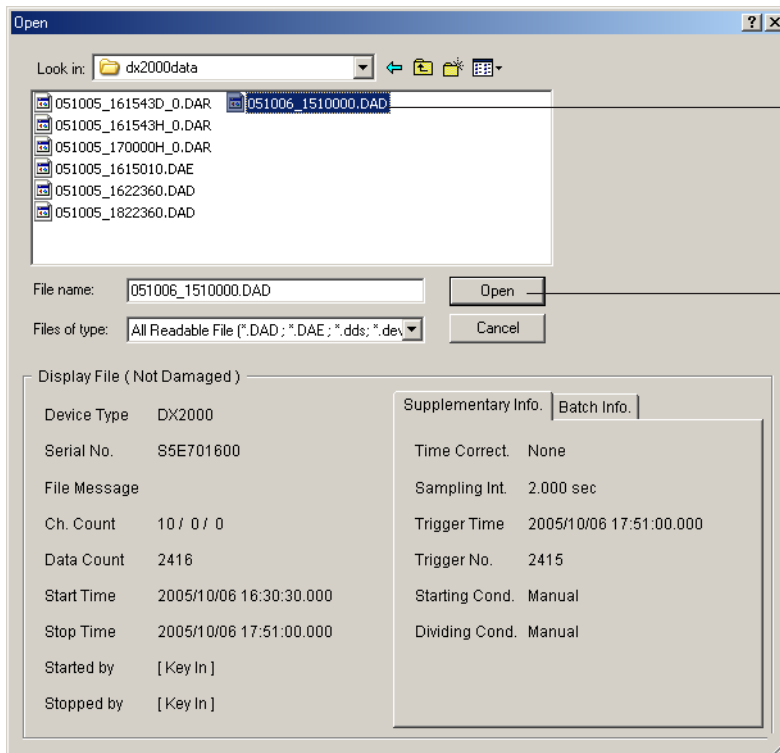 Open
Look in: dx2000data
051005_161543D_0.DAR
051005_161543H_0.DAR
051005_170000H_0.DAR
051005_1615010.DAE
051005_1622360.DAD
051005_1822360.DAD
051006_1510000.DAD
File name: 051006_1510000.DAD Open
Files of type: All Readable File (*.DAD ; *.DAE ; *.dds; *.dev Cancel
Display File ( Not Damaged )
Device Type DX2000
Serial No. S5E701600
File Message
Ch. Count 10 / 0 / 0
Data Count 2416
Start Time 2005/10/06 16:30:30.000
Stop Time 2005/10/06 17:51:00.000
Started by [ Key In ]
Stopped by [ Key In ]
Supplementary Info. Batch Info.
Time Correct. None
Sampling Int. 2.000 sec
Trigger Time 2005/10/06 17:51:00.000
Trigger No. 2415
Starting Cond. Manual
Dividing Cond. Manual